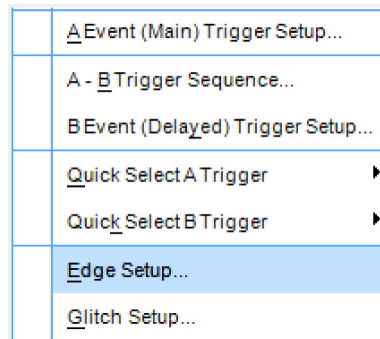 A Event (Main) Trigger Setup...
A - B Trigger Sequence...
B Event (Delayed) Trigger Setup...
Quick Select A Trigger
Quick Select B Trigger
Edge Setup...
Glitch Setup...